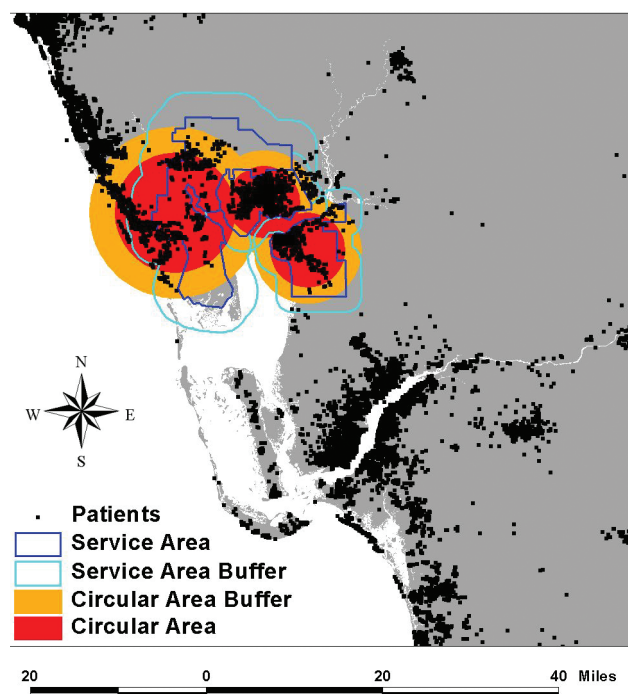 N
W E
S
Patients
Service Area
Service Area Buffer
Circular Area Buffer
Circular Area
20 0 20 40 Miles